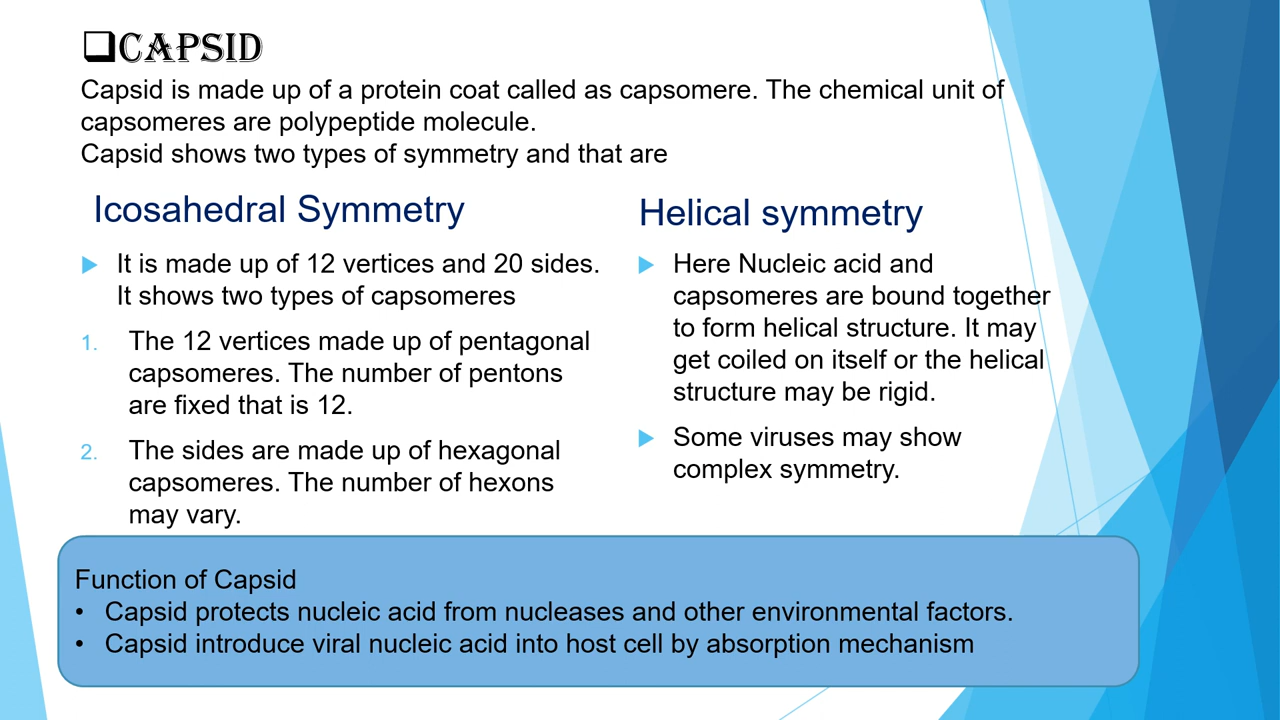 ❑CAPSID
Capsid is made up of a protein coat called as capsomere. The chemical unit of
capsomeres are polypeptide molecule.
Capsid shows two types of symmetry and that are
Icosahedral Symmetry
It is made up of 12 vertices and 20 sides.
It shows two types of capsomeres
1. The 12 vertices made up of pentagonal
capsomeres. The number of pentons
are fixed that is 12.
2. The sides are made up of hexagonal
capsomeres. The number of hexons
may vary.
Helical symmetry
Here Nucleic acid and
capsomeres are bound together
to form helical structure. It may
get coiled on itself or the helical
structure may be rigid.
Some viruses may show
complex symmetry.
Function of Capsid
• Capsid protects nucleic acid from nucleases and other environmental factors.
• Capsid introduce viral nucleic acid into host cell by absorption mechanism